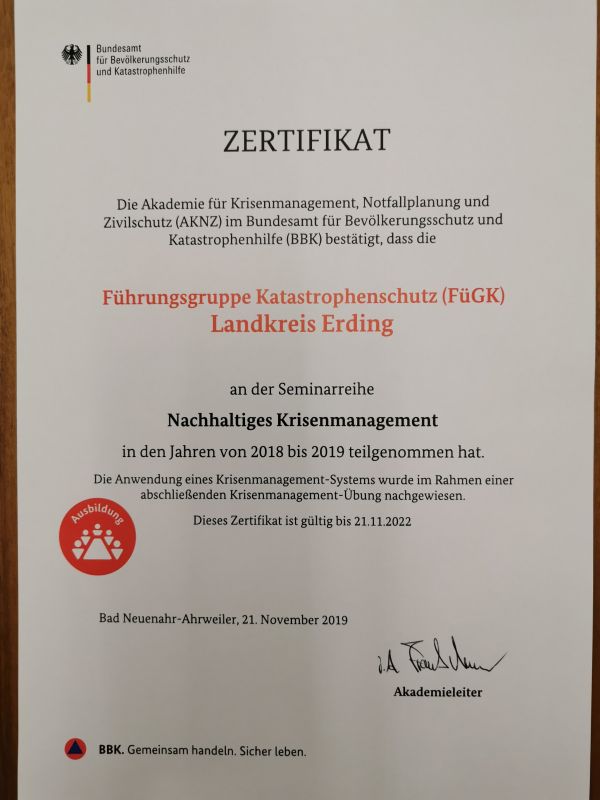 Bundesamt
für Bevölkerungsschutz
und Katastrophenhilfe
ZERTIFIKAT
Die Akademie für Krisenmanagement, Notfallplanung und
Zivilschutz (AKNZ) im Bundesamt für Bevölkerungsschutz und
Katastrophenhilfe (BBK) bestätigt, dass die
Führungsgruppe Katastrophenschutz (FüGK)
Landkreis Erding
an der Seminarreihe
Nachhaltiges Krisenmanagement
in den Jahren von 2018 bis 2019 teilgenommen hat.
Die Anwendung eines Krisenmanagement-Systems wurde im Rahmen einer
abschließenden Krisenmanagement-Übung nachgewiesen.
Ausbildung
Dieses Zertifikat ist gültig bis 21.11.2022
Bad Neuenahr-Ahrweiler, 21. November 2019
Akademieleiter
BBK. Gemeinsam handeln. Sicher leben.